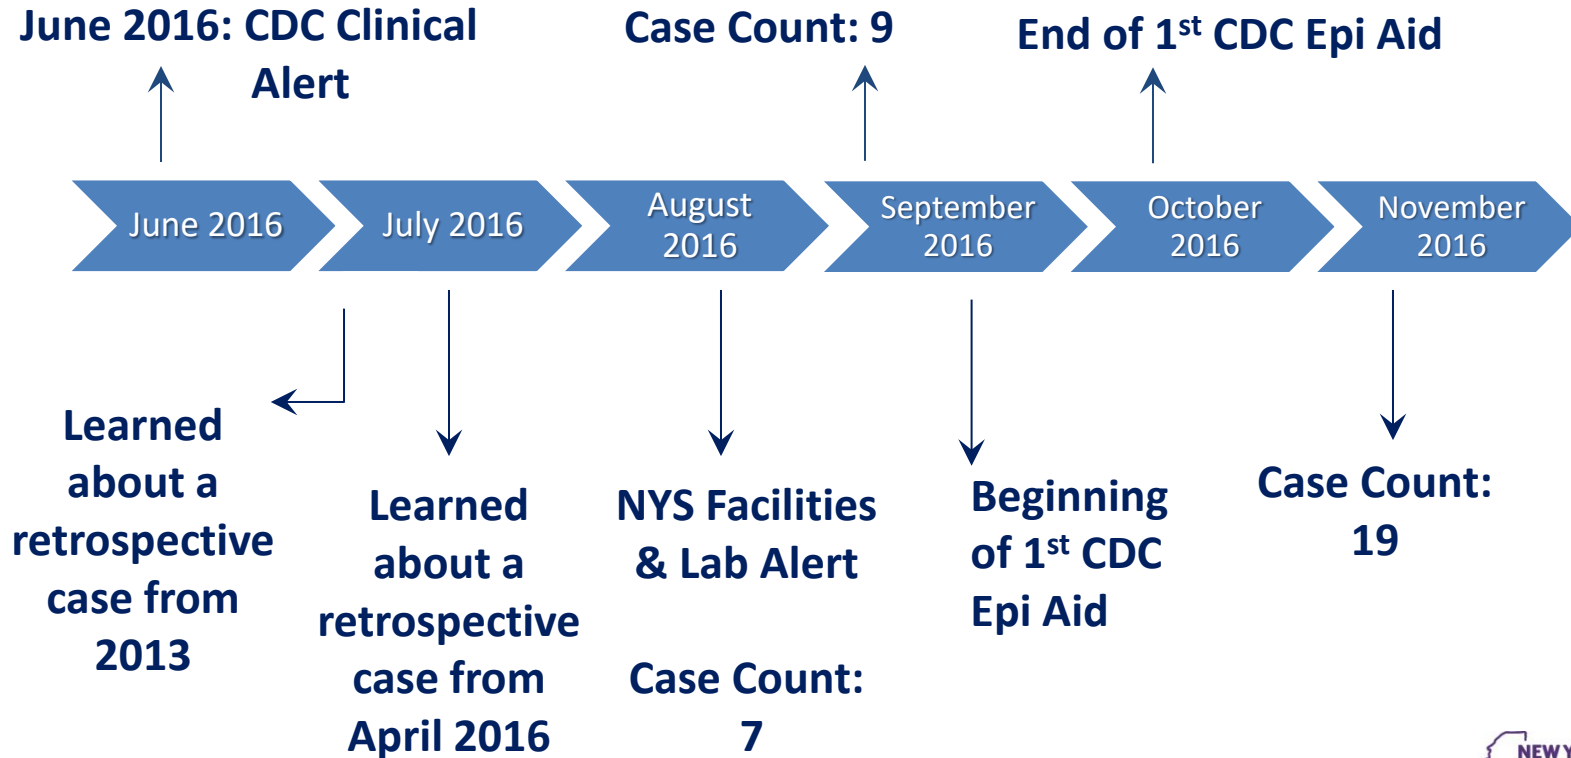 June 2016: CDC Clinical
Alert
Case Count: 9
End of 1st CDC Epi Aid
June 2016
July 2016
August
2016
September
2016
October
2016
November
2016
Learned
about a
retrospective
case from
2013
Learned
about a
retrospective
case from
April 2016
NYS Facilities
& Lab Alert
Case Count:
7
Beginning
of 1st CDC
Epi Aid
Case Count:
19
NEW Y